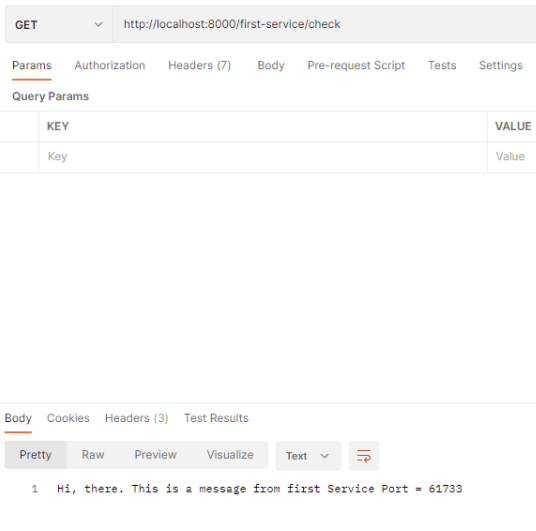 GET http://localhost:8000/first-service/check
Params Authorization Headers (7) Body Pre-request Script Tests Settings
Query Params
KEY VALUE
Key Value
Body Cookies Headers (3) Test Results
Pretty Raw Preview Visualize Text
1 Hi, there. This is a message from first Service Port = 61733